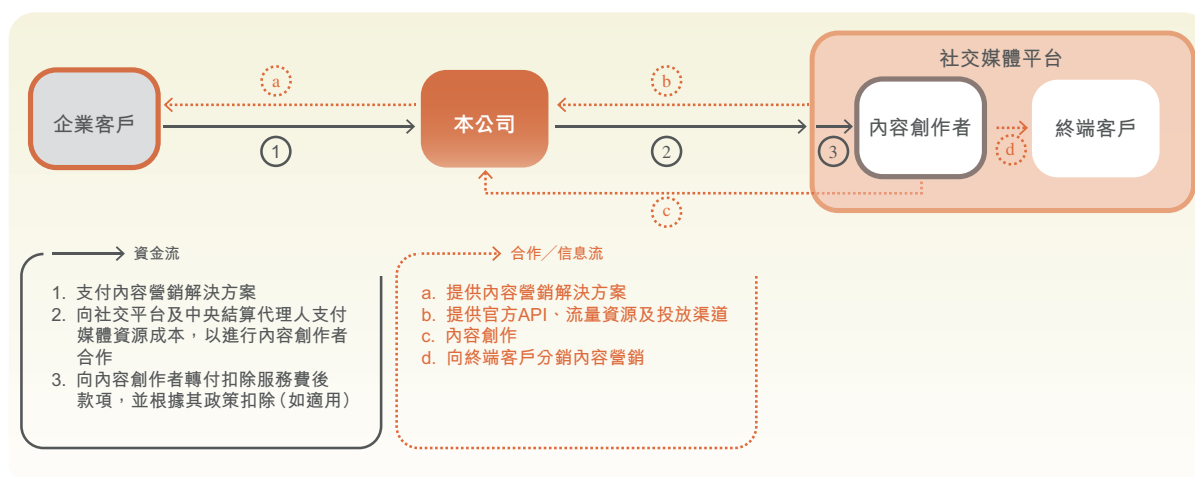 社交媒體平台
a
b
企業客戶
本公司
內容創作者
終端客戶
1
2
3
d
c
資金流
1. 支付內容營銷解決方案
2. 向社交平台及中央結算代理人支付
媒體資源成本，以進行內容創作者
合作
3. 向內容創作者轉付扣除服務費後
款項，並根據其政策扣除（如適用）
合作／信息流
a. 提供內容營銷解決方案
b. 提供官方API、流量資源及投放渠道
c. 內容創作
d. 向終端客戶分銷內容營銷